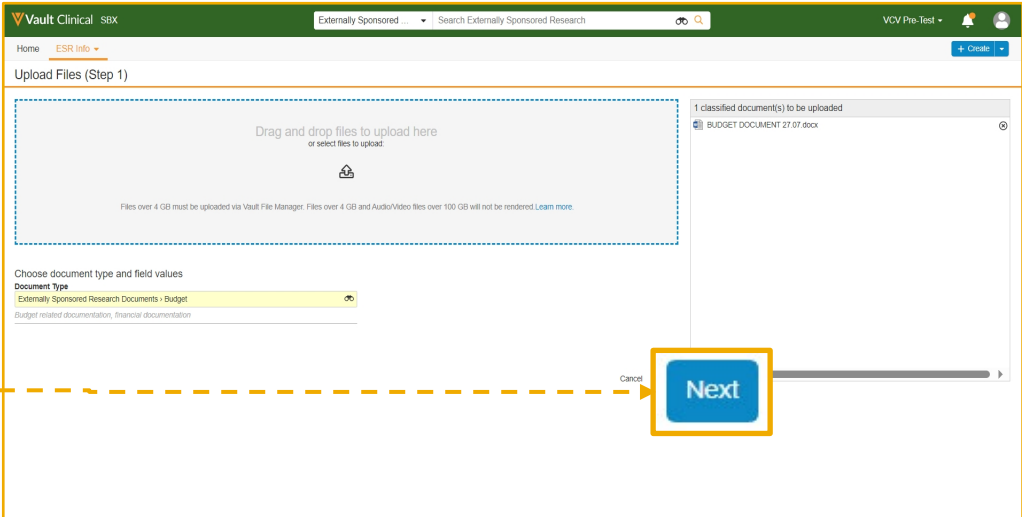 Vault Clinical SBX
Externally Sponsored ...
Search Externally Sponsored Research
VCV Pre-Test
Home
ESR Info
+ Create
Upload Files (Step 1)
Drag and drop files to upload here
or select files to upload:
Files over 4 GB must be uploaded via Vault File Manager. Files over 4 GB and Audio/Video files over 100 GB will not be rendered.Learn more.
1 classified document(s) to be uploaded
BUDGET DOCUMENT 27.07.docx
Choose document type and field values
Document Type
Externally Sponsored Research Documents › Budget
Budget related documentation, financial documentation
Cancel
Next